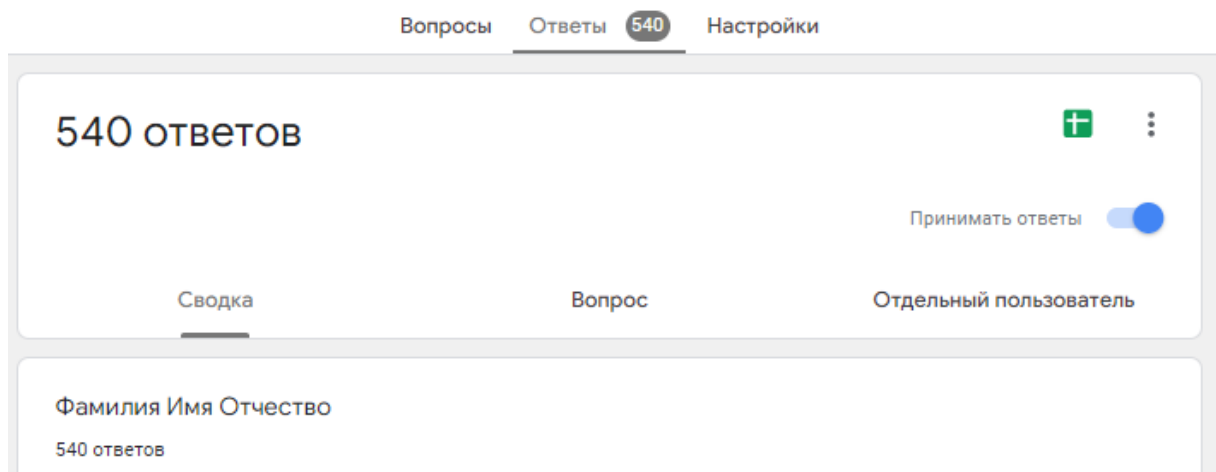 Вопросы Ответы 540 Настройки
540 ответов
Принимать ответы
Сводка Вопрос Отдельный пользователь
Фамилия Имя Отчество
540 ответов